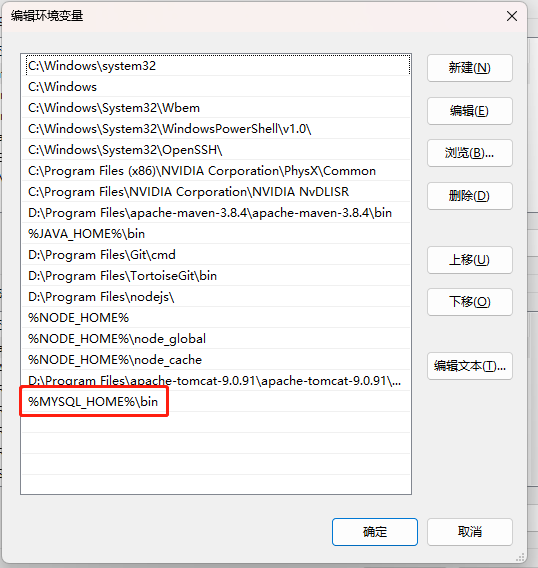 编辑环境变量
C:\Windows\system32
C:\Windows
C:\Windows\System32\Wbem
C:\Windows\System32\WindowsPowerShell\v1.0\
C:\Windows\System32\OpenSSH\
C:\Program Files (x86)\NVIDIA Corporation\PhysX\Common
C:\Program Files\NVIDIA Corporation\NVIDIA NvDLISR
D:\Program Files\apache-maven-3.8.4\apache-maven-3.8.4\bin
%JAVA_HOME%\bin
D:\Program Files\Git\cmd
D:\Program Files\TortoiseGit\bin
D:\Program Files\nodejs\
%NODE_HOME%
%NODE_HOME%\node_global
%NODE_HOME%\node_cache
D:\Program Files\apache-tomcat-9.0.91\apache-tomcat-9.0.91\...
%MYSQL_HOME%\bin
新建(N)
编辑(E)
浏览(B)...
删除(D)
上移(U)
下移(O)
编辑文本(T)...
确定
取消